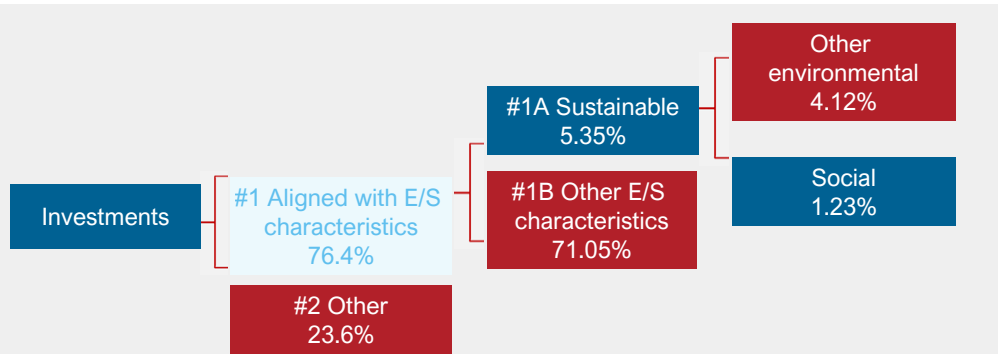 Investments
#1 Aligned with E/S
characteristics
76.4%
#2 Other
23.6%
#1A Sustainable
5.35%
#1B Other E/S
characteristics
71.05%
Other
environmental
4.12%
Social
1.23%